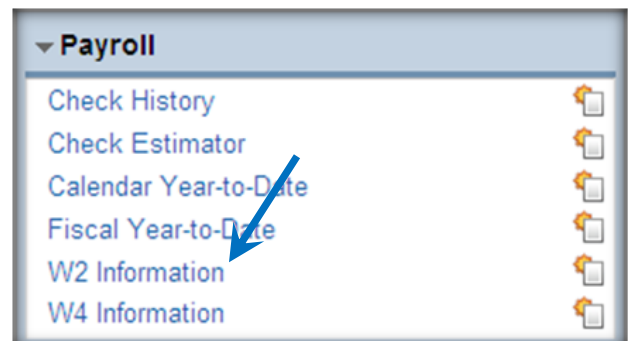 Payroll
Check History
Check Estimator
Calendar Year-to-Date
Fiscal Year-to-Date
W2 Information
W4 Information